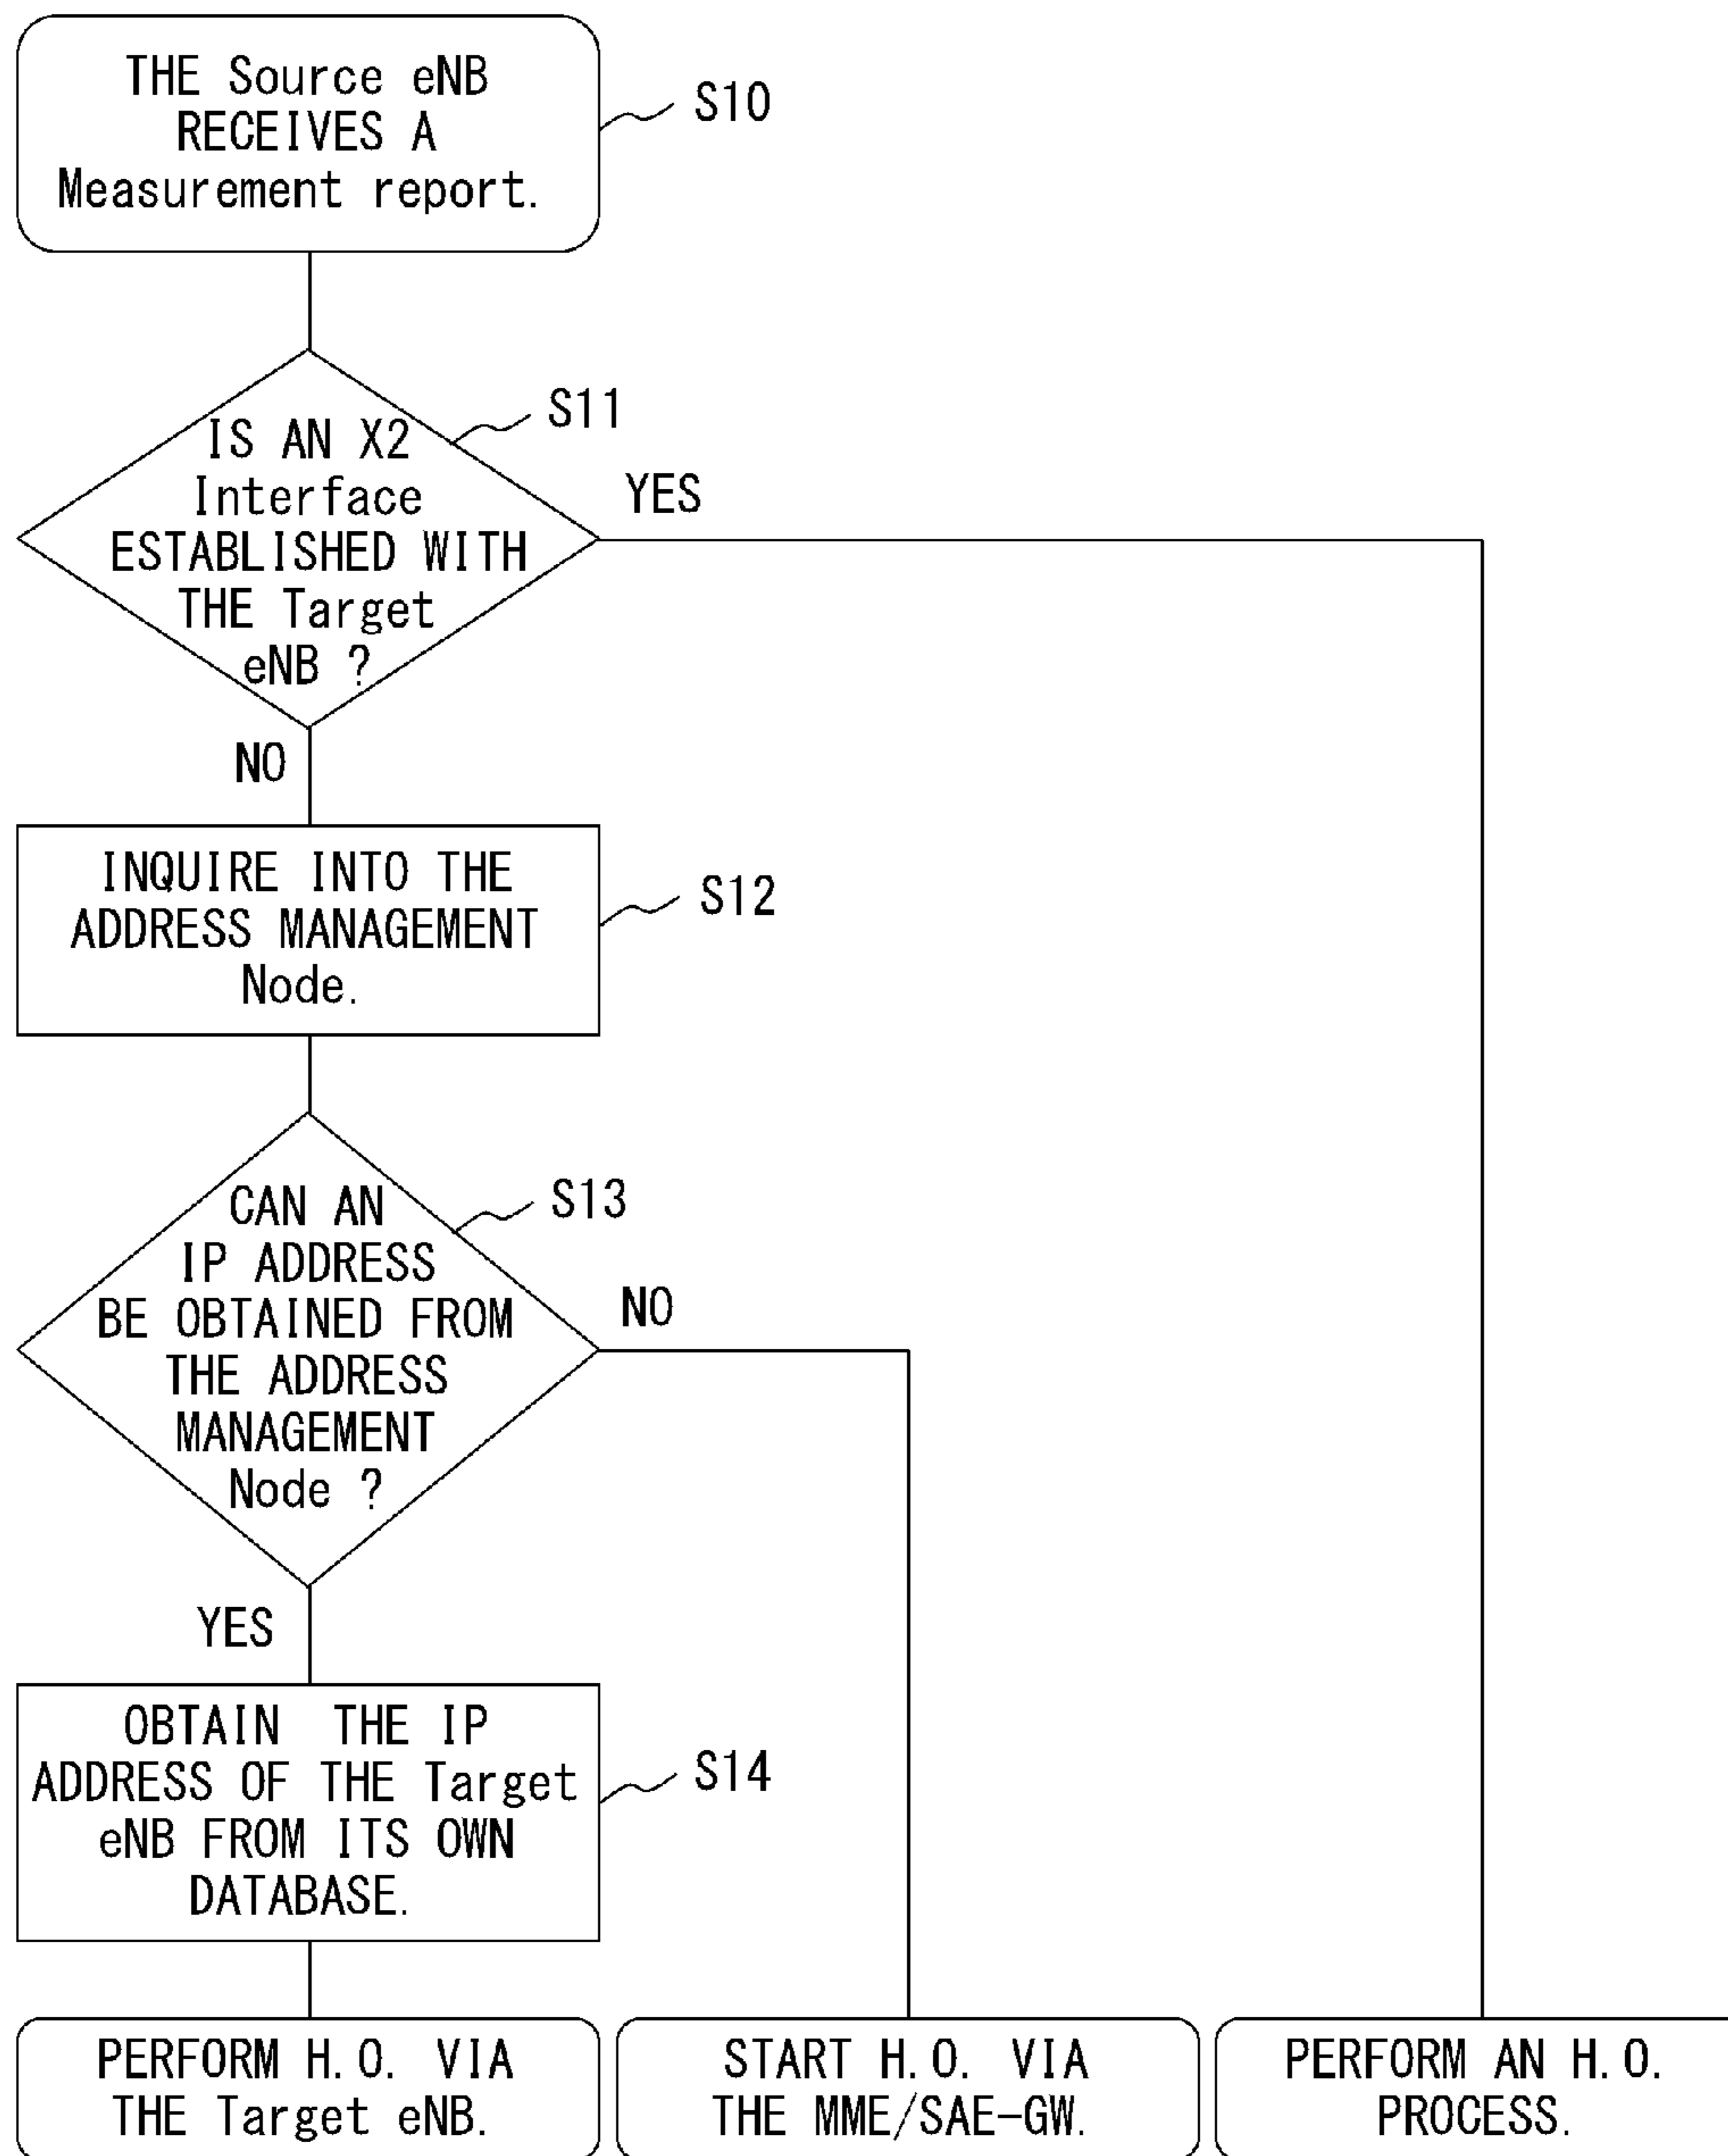 THE Source eNB
RECEIVES A
Measurement report.
S10
IS AN X2
Interface
ESTABLISHED WITH
THE Target
eNB ?
S11
YES
NO
INQUIRE INTO THE
ADDRESS MANAGEMENT
Node.
S12
CAN AN
IP ADDRESS
BE OBTAINED FROM
THE ADDRESS
MANAGEMENT
Node ?
S13
NO
YES
OBTAIN THE IP
ADDRESS OF THE Target
eNB FROM ITS OWN
DATABASE.
S14
PERFORM H.O. VIA
THE Target eNB.
START H.O. VIA
THE MME/SAE-GW.
PERFORM AN H.O.
PROCESS.